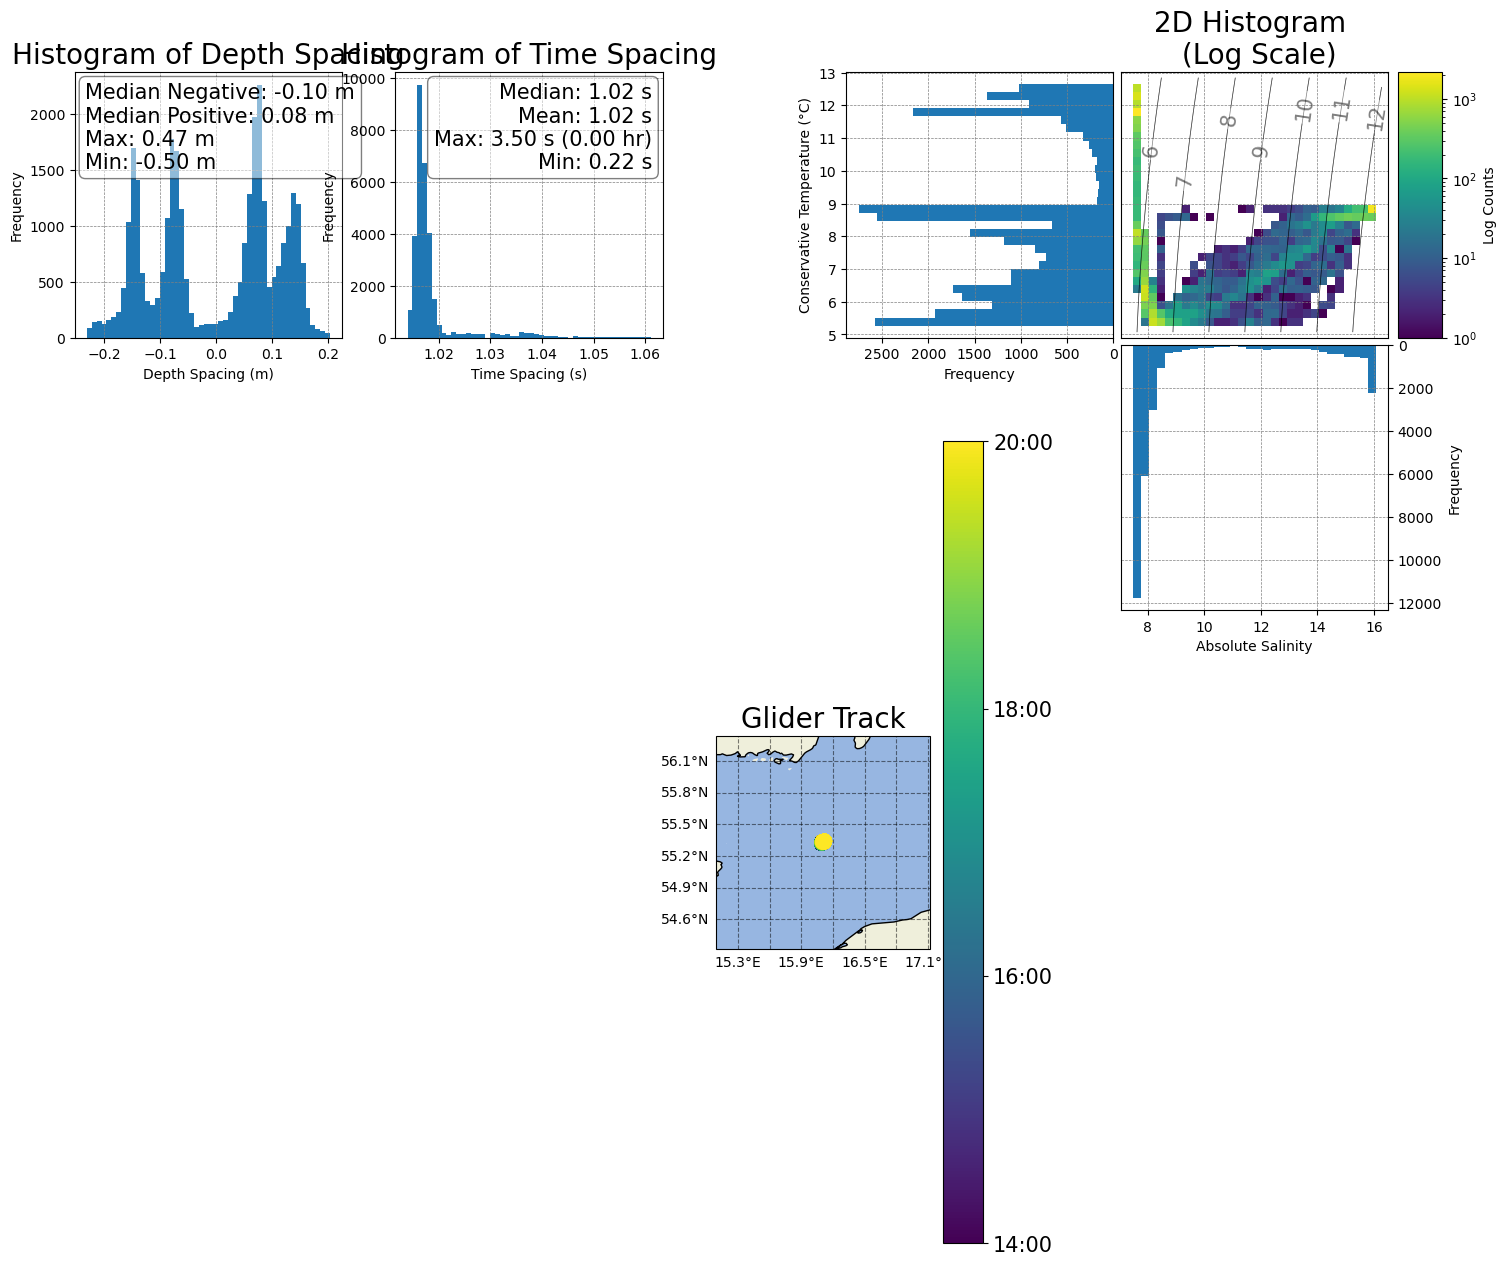 Histogram of Depth Spacing
Median Negative: -0.10 m
Median Positive: 0.08 m
Max: 0.47 m
Min: -0.50 m
Frequency
2000
1500
1000
500
0
−0.2
−0.1
0.0
0.1
0.2
Depth Spacing (m)
Histogram of Time Spacing
Median: 1.02 s
Mean: 1.02 s
Max: 3.50 s (0.00 hr)
Min: 0.22 s
Frequency
10000
8000
6000
4000
2000
0
1.02
1.03
1.04
1.05
1.06
Time Spacing (s)
Conservative Temperature (°C)
13
12
11
10
9
8
7
6
5
2500
2000
1500
1000
500
0
Frequency
2D Histogram
(Log Scale)
6
7
8
9
10
11
12
10³
10²
10¹
10⁰
Log Counts
0
2000
4000
6000
8000
10000
12000
Frequency
8
10
12
14
16
Absolute Salinity
Glider Track
56.1°N
55.8°N
55.5°N
55.2°N
54.9°N
54.6°N
15.3°E
15.9°E
16.5°E
17.1°
20:00
18:00
16:00
14:00